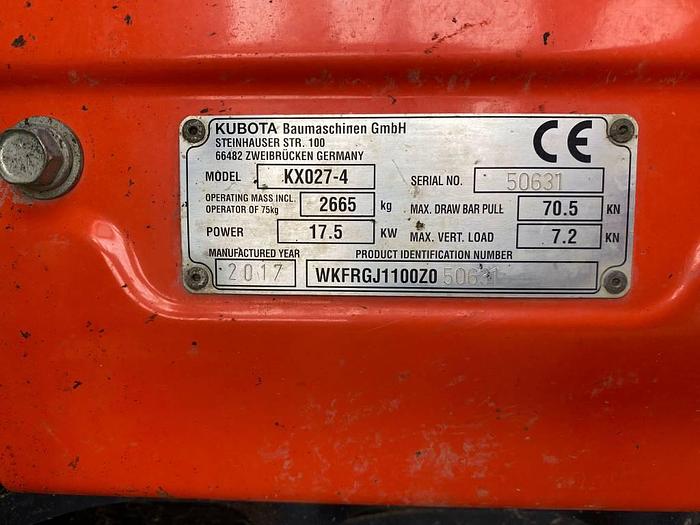 KUBOTA Baumaschinen GmbH
STEINHAUSER STR. 100
66482 ZWEIBRÜCKEN GERMANY
CE
MODEL KX027-4
SERIAL NO. 50631
OPERATING MASS INCL.
OPERATOR OF 75kg 2665 kg
MAX. DRAW BAR PULL 70.5 KN
POWER 17.5 KW
MAX. VERT. LOAD 7.2 KN
MANUFACTURED YEAR
2017
PRODUCT IDENTIFICATION NUMBER
WKFRGJ1100Z050631